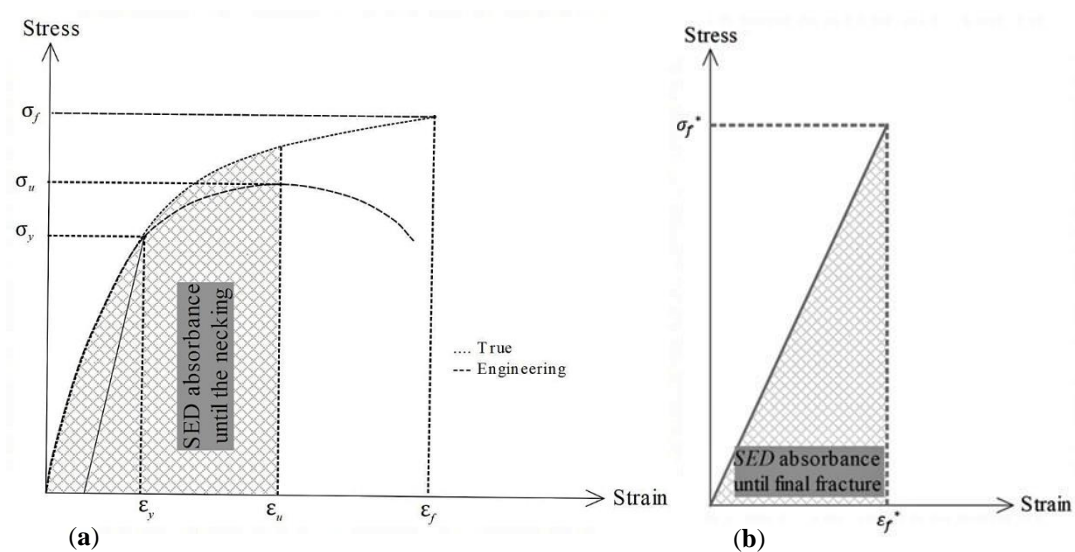 Stress
σf
σu
σy
SED absorbance
until the necking
.... True
--- Engineering
Strain
εy
εu
εf
(a)
Stress
σf*
SED absorbance
until final fracture
Strain
εf*
(b)